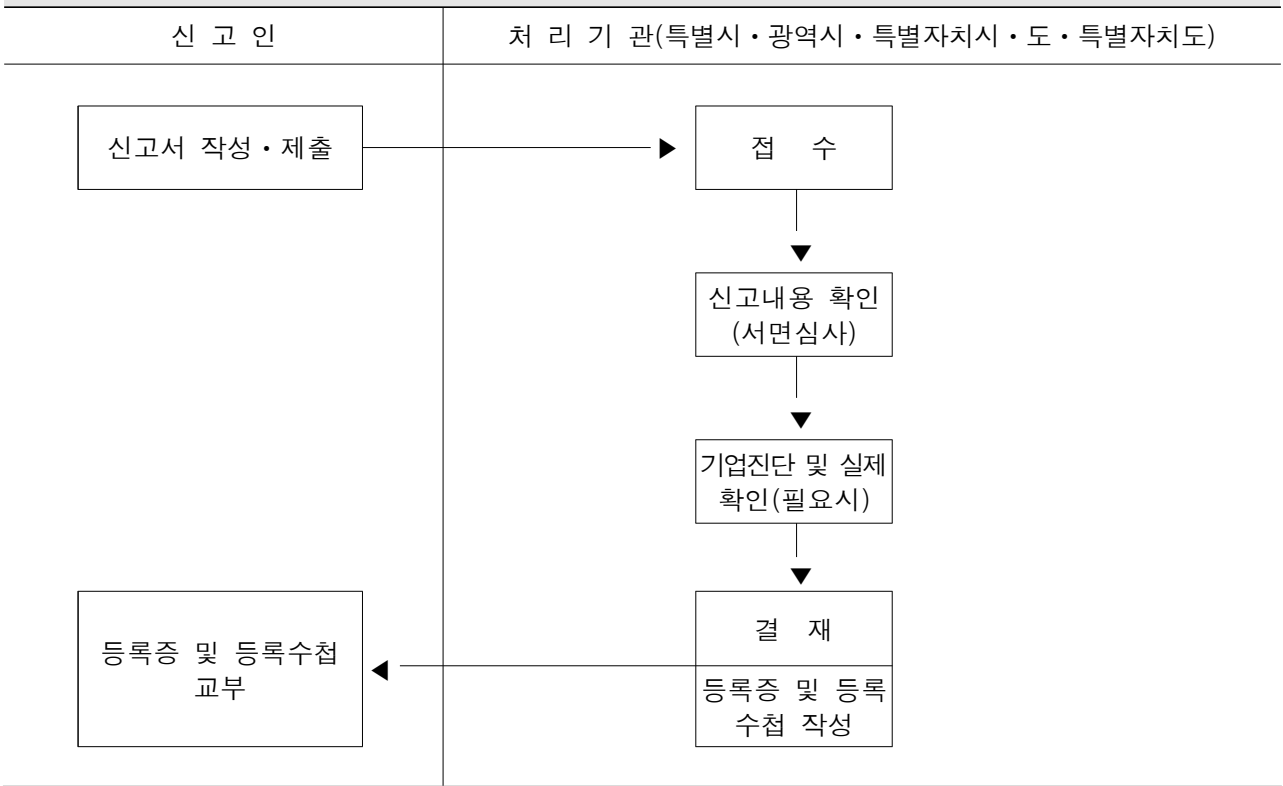 신 고 인
처 리 기 관(특별시・광역시・특별자치시・도・특별자치도)
신고서 작성・제출
접 수
신고내용 확인
(서면심사)
기업진단 및 실제
확인(필요시)
결 재
등록증 및 등록수첩
교부
등록증 및 등록
수첩 작성